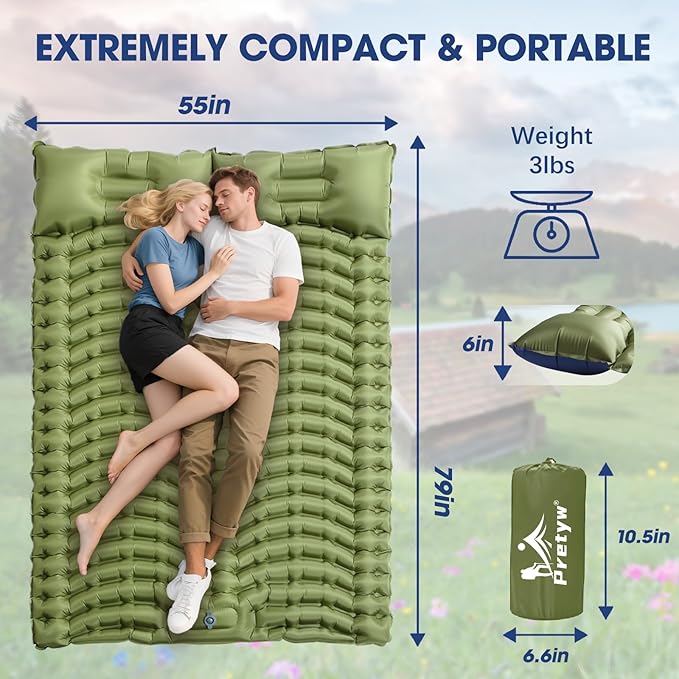 EXTREMELY COMPACT & PORTABLE
55in
Weight
3lbs
6in
79in
Pretyw®
10.5in
6.6in